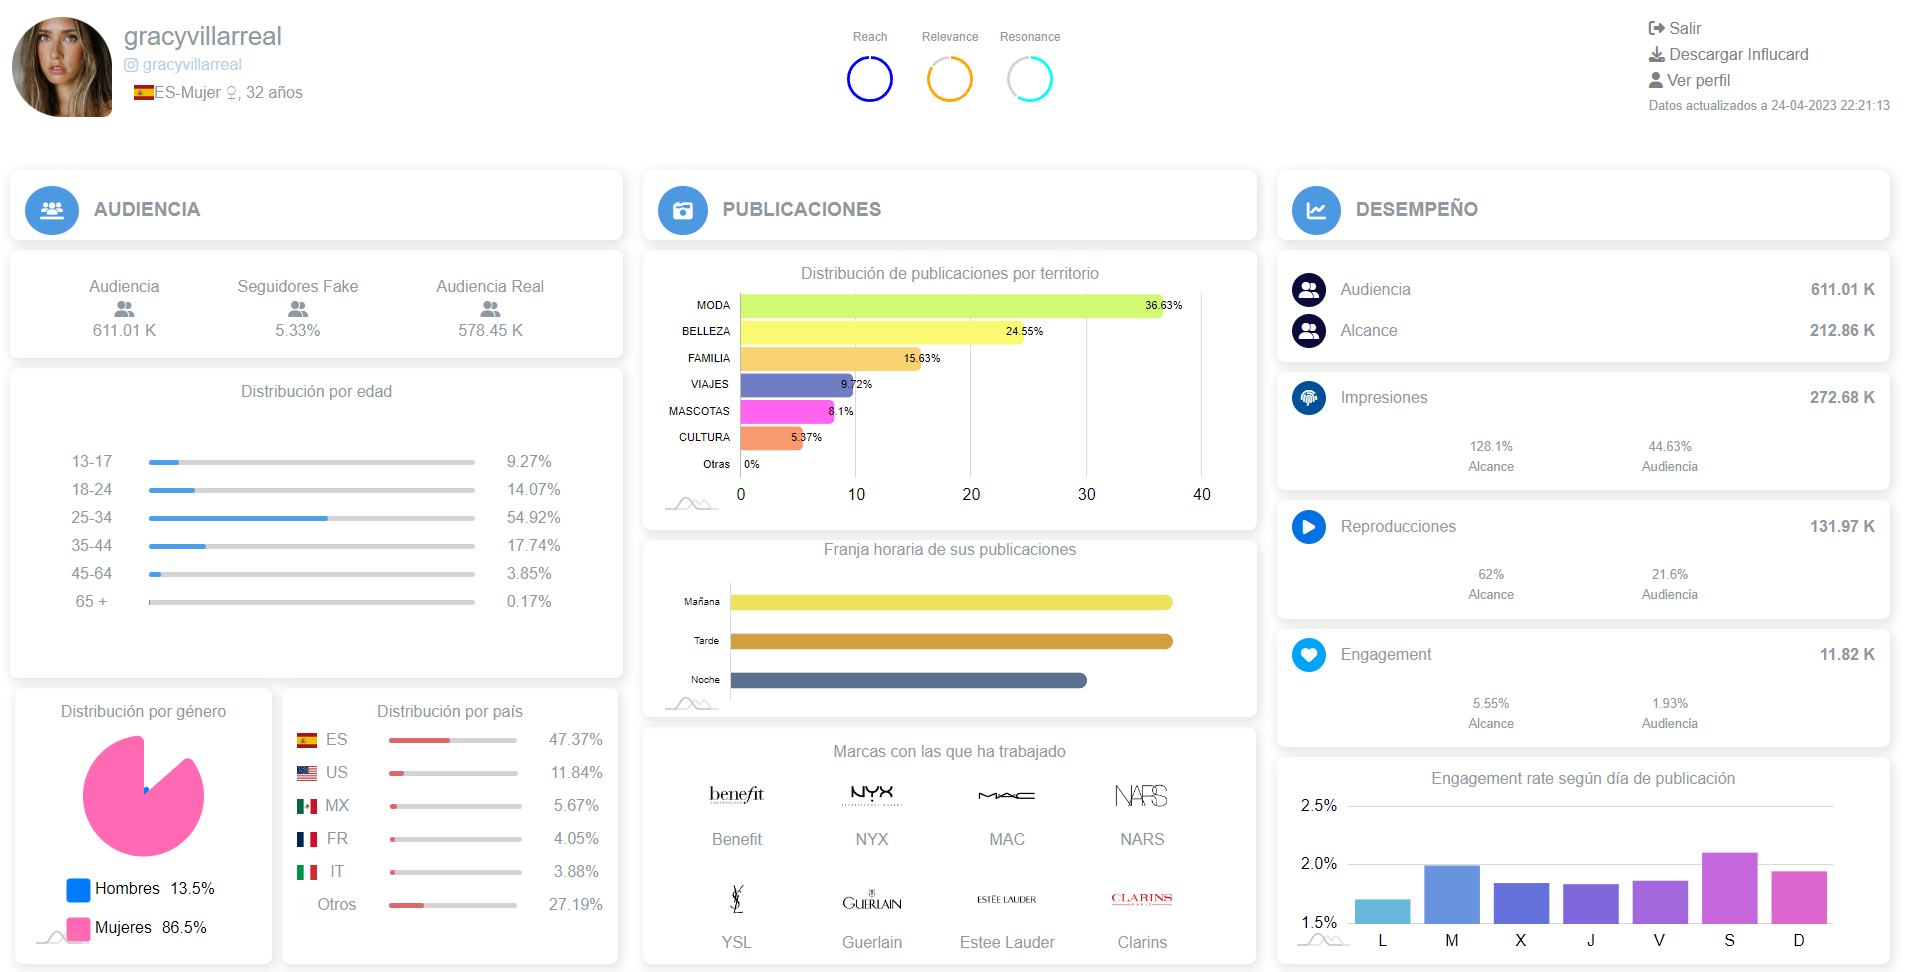 gracyvillarreal
gracyvillarreal
ES-Mujer ♀, 32 años
Reach
Relevance
Resonance
Salir
Descargar Influcard
Ver perfil
Datos actualizados a 24-04-2023 22:21:13
AUDIENCIA
Audiencia
611.01 K
Seguidores Fake
5.33%
Audiencia Real
578.45 K
Distribución por edad
13-17 9.27%
18-24 14.07%
25-34 54.92%
35-44 17.74%
45-64 3.85%
65 + 0.17%
Distribución por género
Hombres 13.5%
Mujeres 86.5%
Distribución por país
ES 47.37%
US 11.84%
MX 5.67%
FR 4.05%
IT 3.88%
Otros 27.19%
PUBLICACIONES
Distribución de publicaciones por territorio
MODA 36.63%
BELLEZA 24.55%
FAMILIA 15.63%
VIAJES 9.72%
MASCOTAS 8.1%
CULTURA 5.37%
Otras 0%
0 10 20 30 40
Franja horaria de sus publicaciones
Mañana
Tarde
Noche
Marcas con las que ha trabajado
benefit
NYX
MAC
NARS
Benefit
NYX
MAC
NARS
YSL
GUERLAIN
ESTĒE LAUDER
CLARINS
PARIS
YSL
Guerlain
Estee Lauder
Clarins
DESEMPEÑO
Audiencia 611.01 K
Alcance 212.86 K
Impresiones 272.68 K
128.1%
Alcance
44.63%
Audiencia
Reproducciones 131.97 K
62%
Alcance
21.6%
Audiencia
Engagement 11.82 K
5.55%
Alcance
1.93%
Audiencia
Engagement rate según día de publicación
2.5%
2.0%
1.5%
L M X J V S D